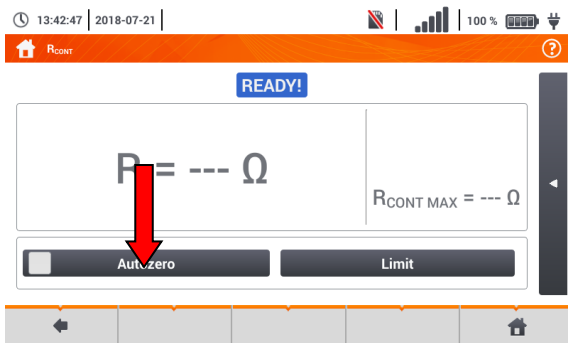 13:42:47 2018-07-21 100 %
RCONT
?
READY!
R = --- Ω
RCONT MAX = --- Ω
Autozero Limit